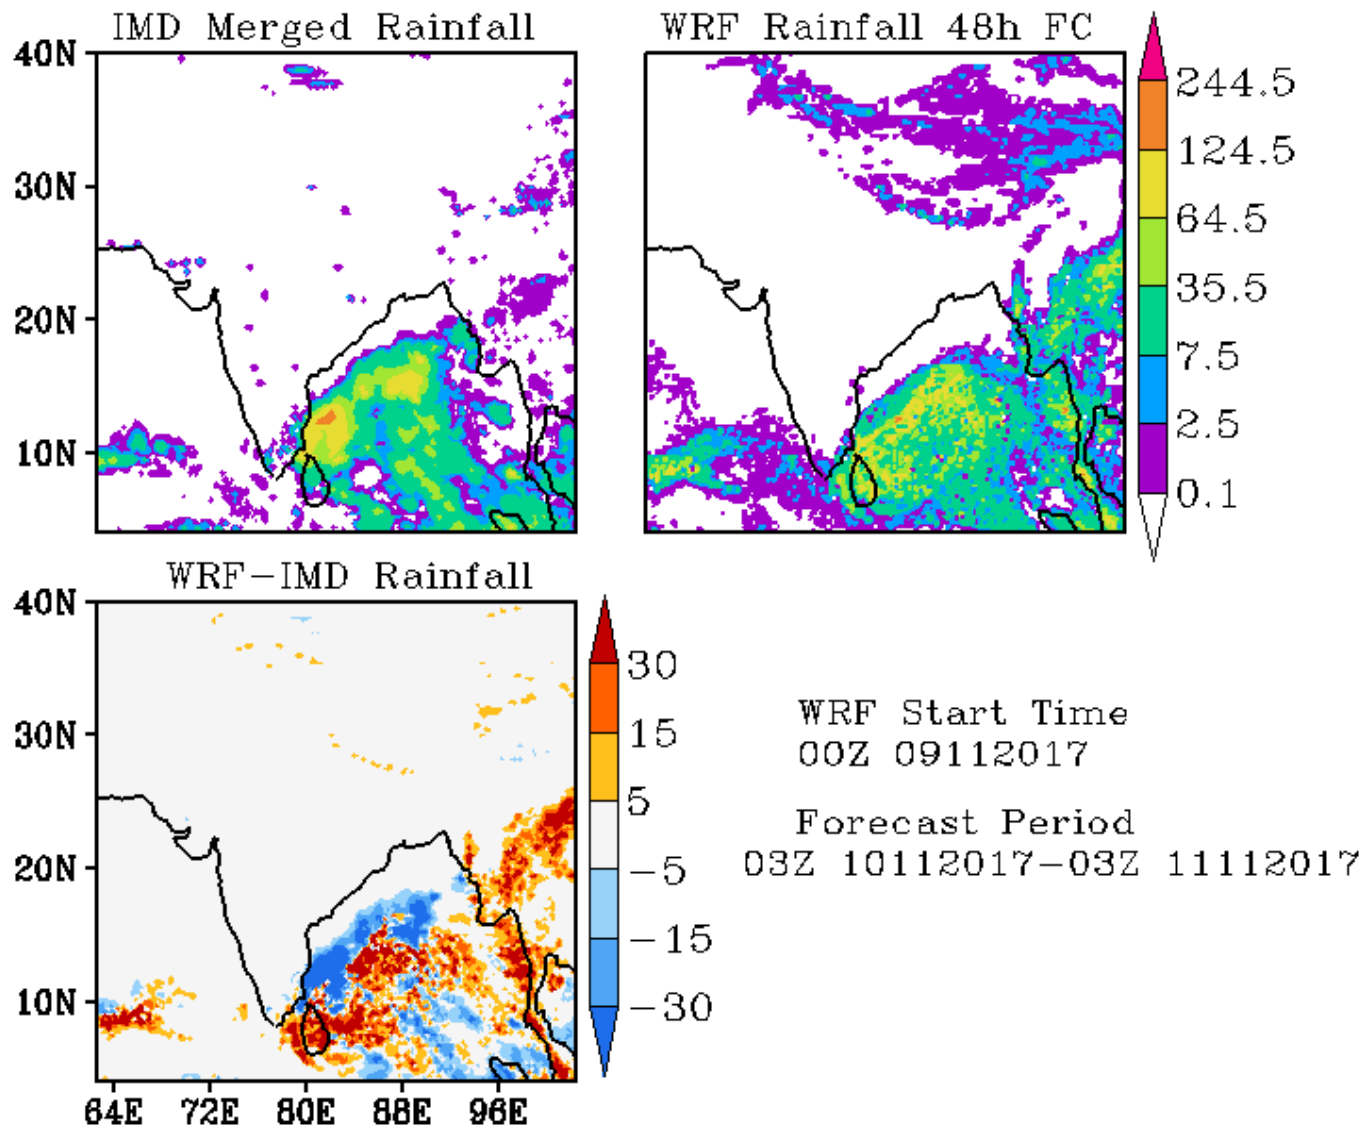 IMD Merged Rainfall
WRF Rainfall 48h FC
40N
30N
20N
10N
244.5
124.5
64.5
35.5
7.5
2.5
0.1
WRF-IMD Rainfall
40N
30N
20N
10N
64E 72E 80E 88E 96E
30
15
5
-5
-15
-30
WRF Start Time
00Z 09112017
Forecast Period
03Z 10112017-03Z 11112017